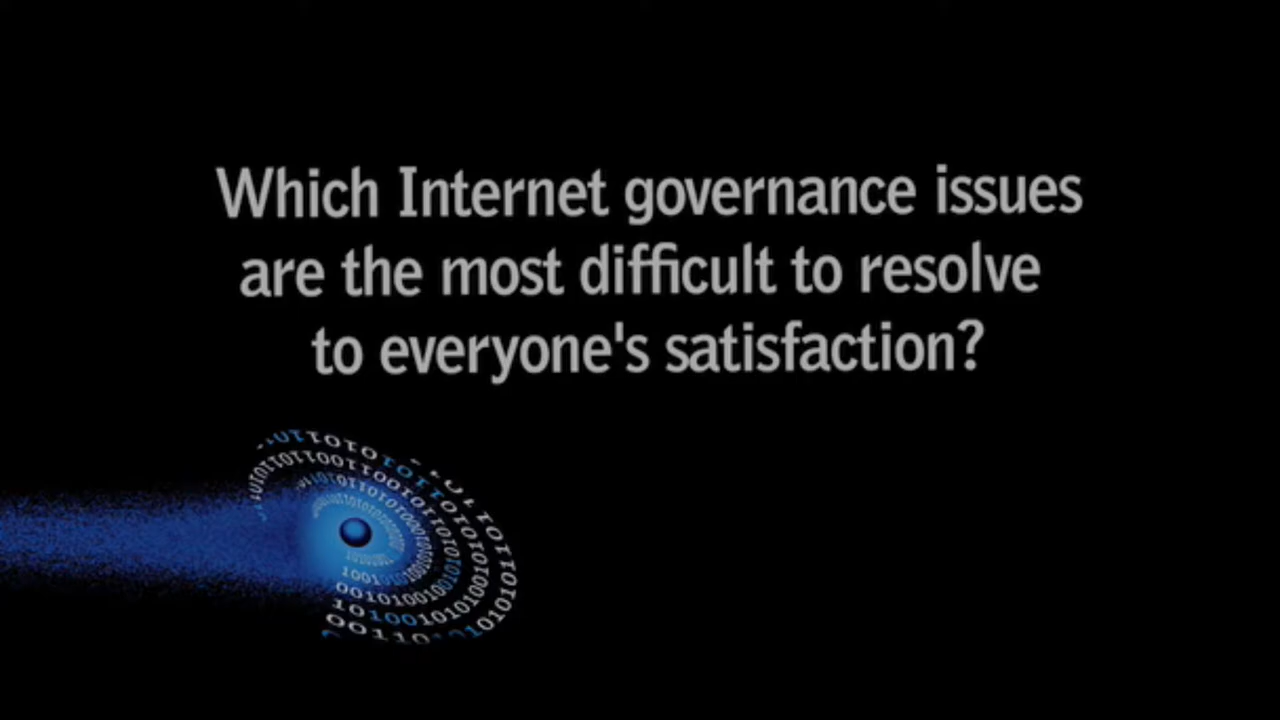 Which Internet governance issues
are the most difficult to resolve
to everyone's satisfaction?